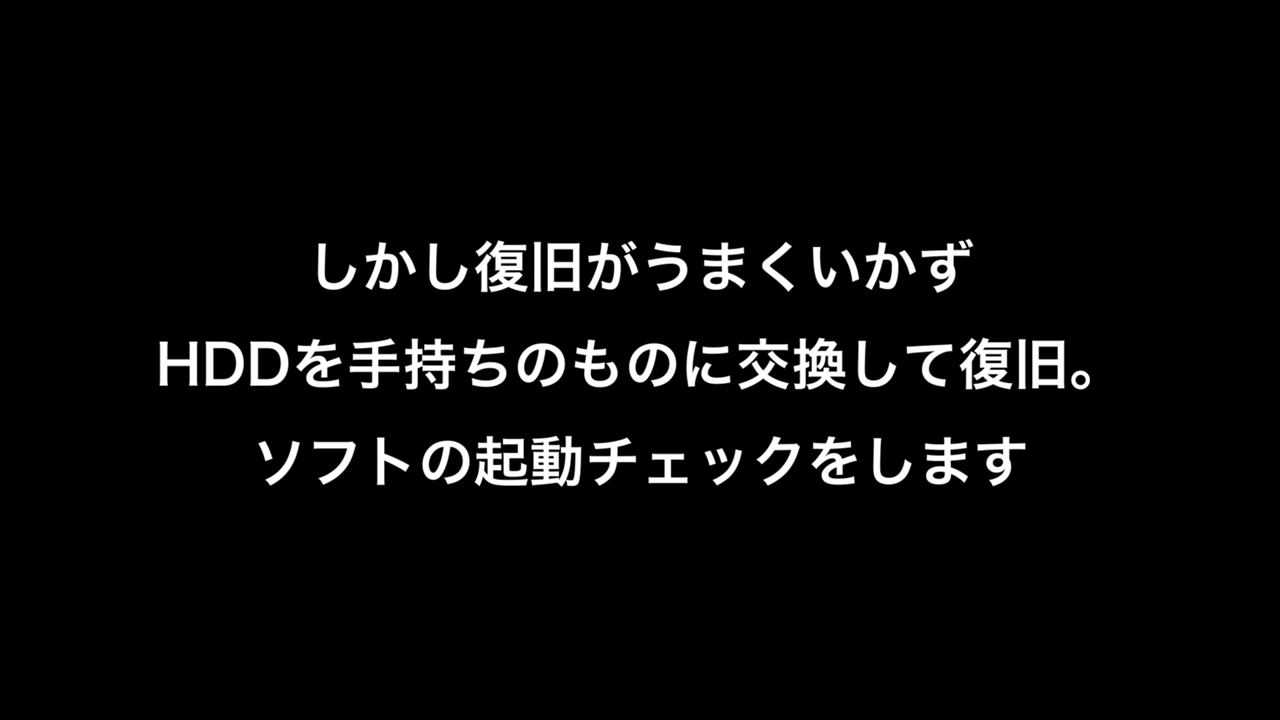 しかし復旧がうまくいかず
HDDを手持ちのものに交換して復旧。
ソフトの起動チェックをします